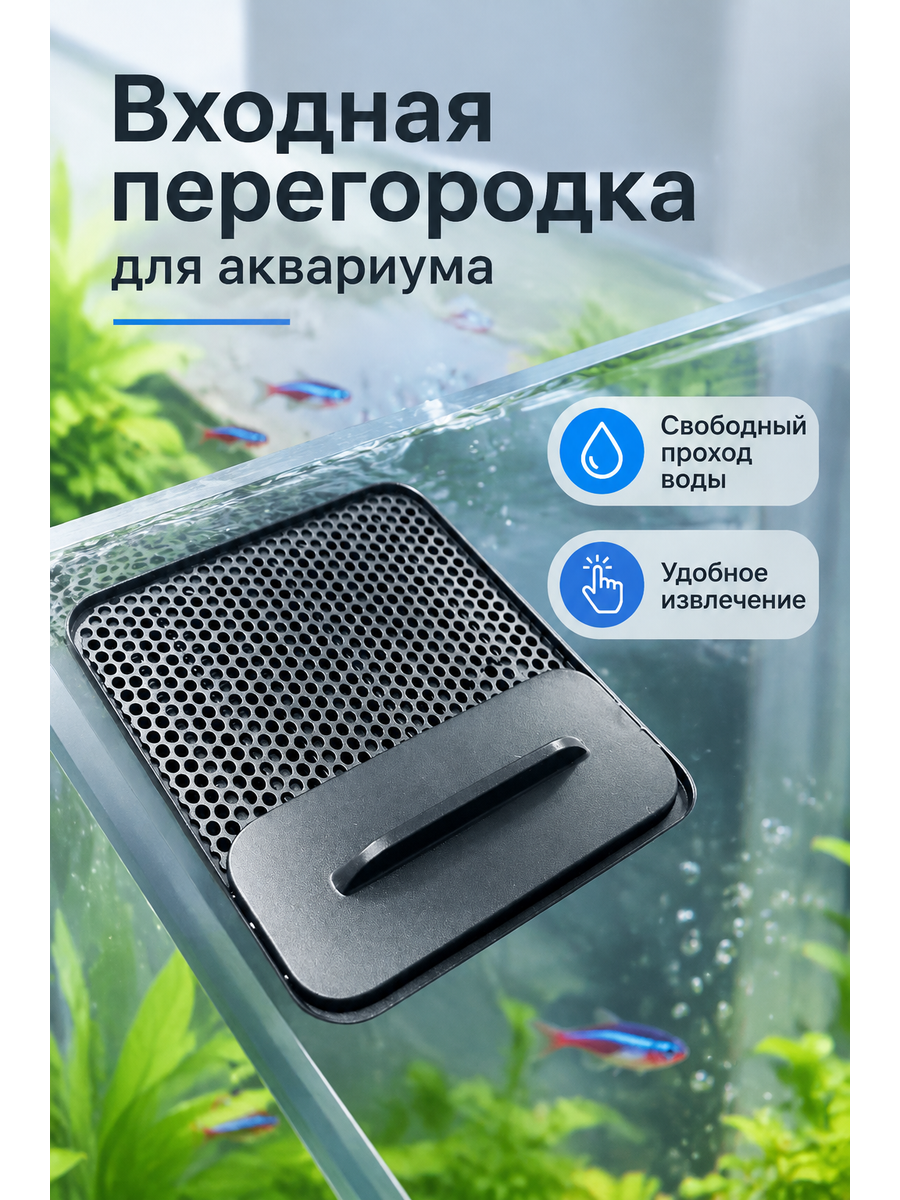 Входная
перегородка
для аквариума
Свободный
проход
воды
Удобное
извлечение